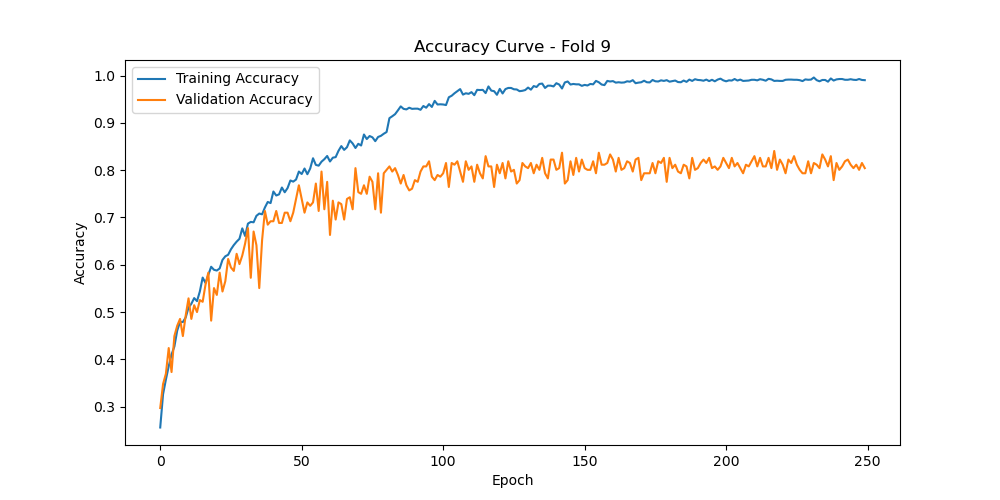 Accuracy Curve - Fold 9
Training Accuracy
Validation Accuracy
1.0
0.9
0.8
0.7
0.6
0.5
0.4
0.3
Accuracy
0 50 100 150 200 250
Epoch